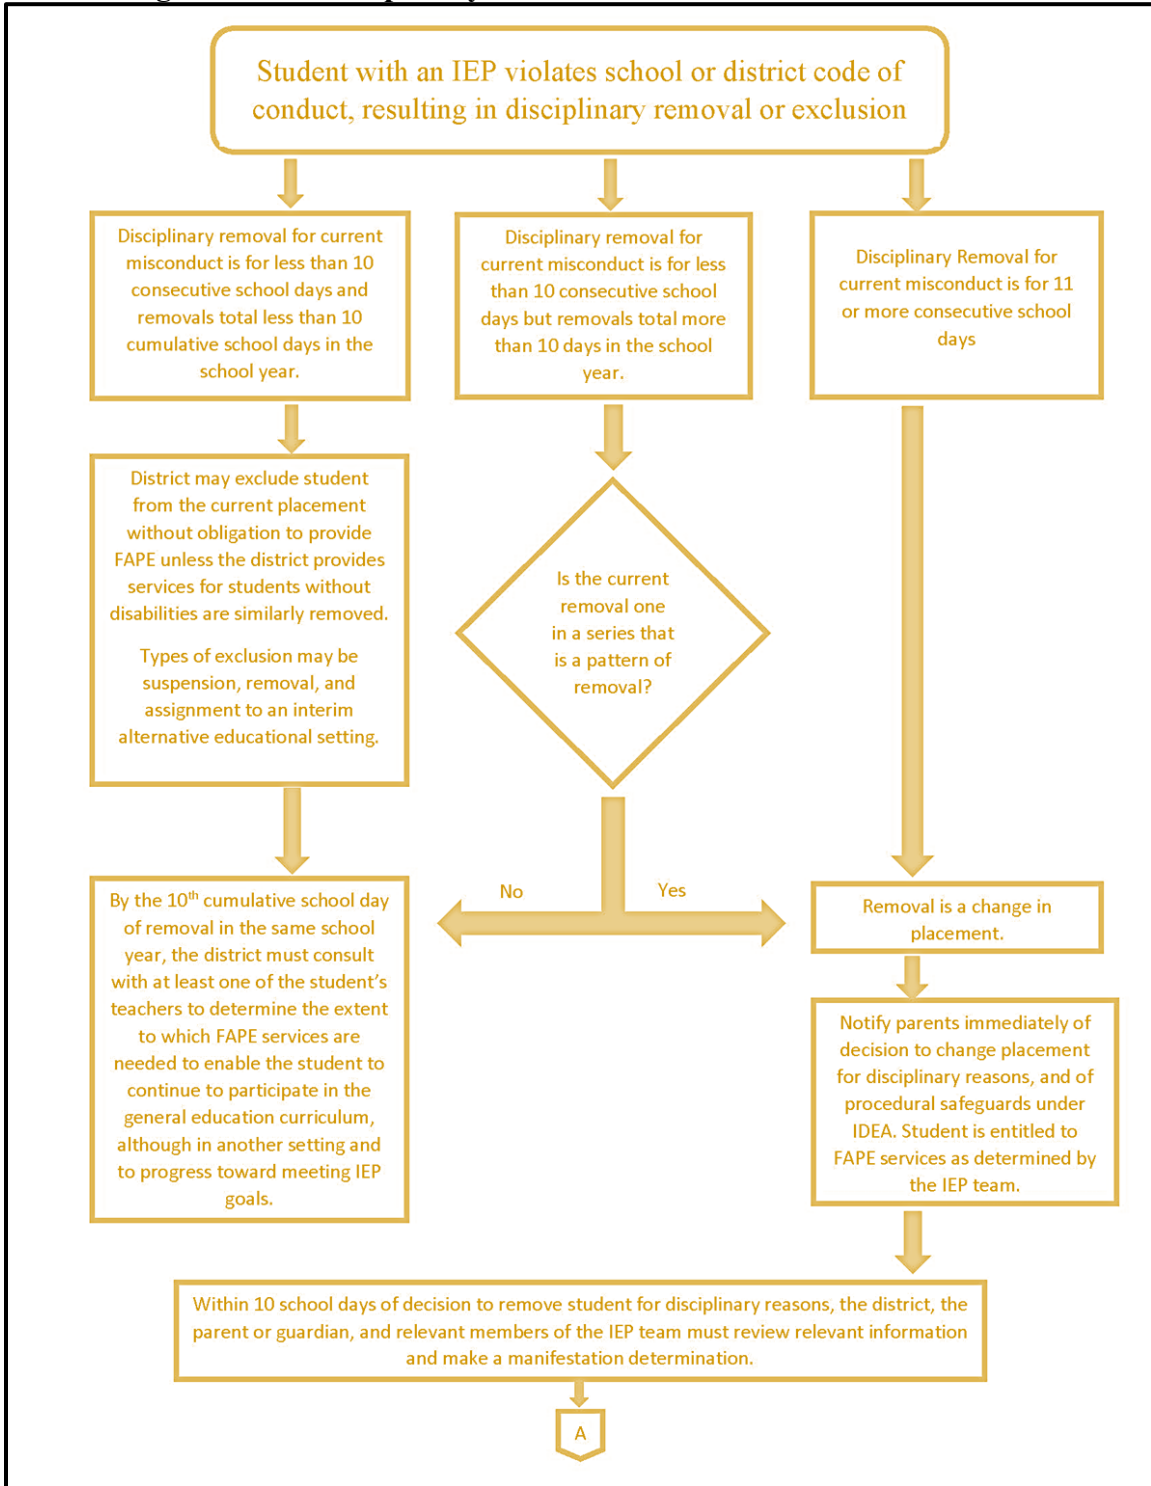 Student with an IEP violates school or district code of
conduct, resulting in disciplinary removal or exclusion
Disciplinary removal for current
misconduct is for less than 10
consecutive school days and
removals total less than 10
cumulative school days in the
school year.
Disciplinary removal for
current misconduct is for less
than 10 consecutive school
days but removals total more
than 10 days in the school
year.
Disciplinary Removal for
current misconduct is for 11
or more consecutive school
days
District may exclude student
from the current placement
without obligation to provide
FAPE unless the district provides
services for students without
disabilities are similarly removed.
Types of exclusion may be
suspension, removal, and
assignment to an interim
alternative educational setting.
Is the current
removal one
in a series that
is a pattern of
removal?
No
Yes
By the 10th cumulative school day
of removal in the same school
year, the district must consult
with at least one of the student's
teachers to determine the extent
to which FAPE services are
needed to enable the student to
continue to participate in the
general education curriculum,
although in another setting and
to progress toward meeting IEP
goals.
Removal is a change in
placement.
Notify parents immediately of
decision to change placement
for disciplinary reasons, and of
procedural safeguards under
IDEA. Student is entitled to
FAPE services as determined by
the IEP team.
Within 10 school days of decision to remove student for disciplinary reasons, the district, the
parent or guardian, and relevant members of the IEP team must review relevant information
and make a manifestation determination.
A